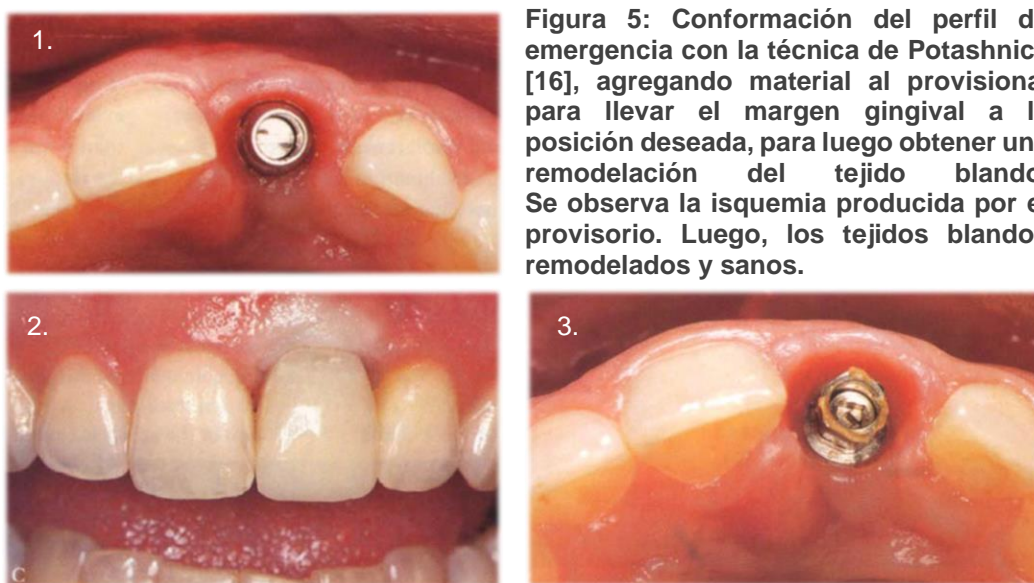 1.
Figura 5: Conformación del perfil d
emergencia con la técnica de Potashnic
[16], agregando material al provisiona
para llevar el margen gingival a l
posición deseada, para luego obtener un
remodelación del tejido blando
Se observa la isquemia producida por e
provisorio. Luego, los tejidos blando
remodelados y sanos.
2.
C
3.